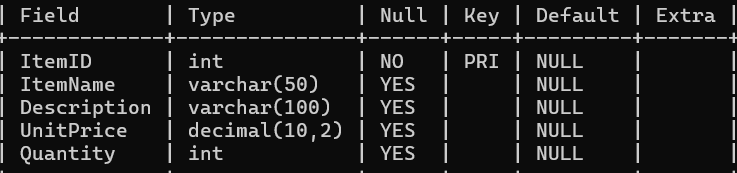 | Field       | Type          | Null | Key | Default | Extra |
+-------------+---------------+------+-----+---------+-------+
| ItemID      | int           | NO   | PRI | NULL    |       |
| ItemName    | varchar(50)   | YES  |     | NULL    |       |
| Description | varchar(100)  | YES  |     | NULL    |       |
| UnitPrice   | decimal(10,2) | YES  |     | NULL    |       |
| Quantity    | int           | YES  |     | NULL    |       |